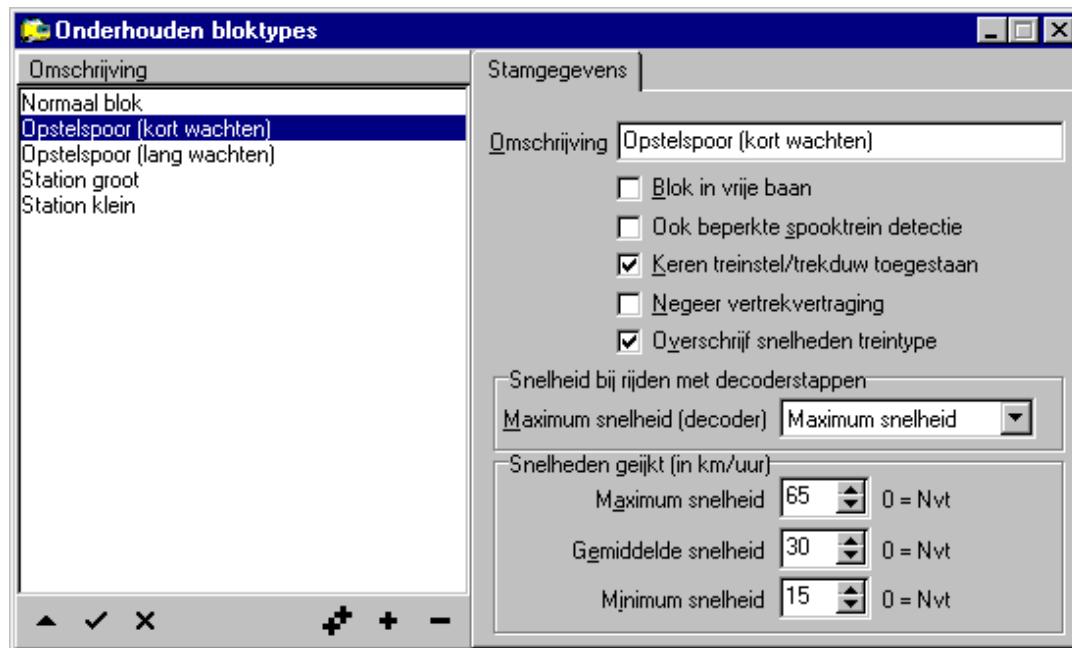 Onderhouden bloktypes
Omschrijving
Normaal blok
Opstelspoor (kort wachten)
Opstelspoor (lang wachten)
Station groot
Station klein
Stamgegevens
Omschrijving Opstelspoor (kort wachten)
Blok in vrije baan
Ook beperkte spooktrein detectie
Keren treinstel/trekduw toegestaan
Negeer vertrekvertraging
Overschrijf snelheden treintype
Snelheid bij rijden met decoderstappen
Maximum snelheid (decoder) Maximum snelheid
Snelheden geijkt (in km/uur)
Maximum snelheid 65 0 = Nvt
Gemiddelde snelheid 30 0 = Nvt
Minimum snelheid 15 0 = Nvt